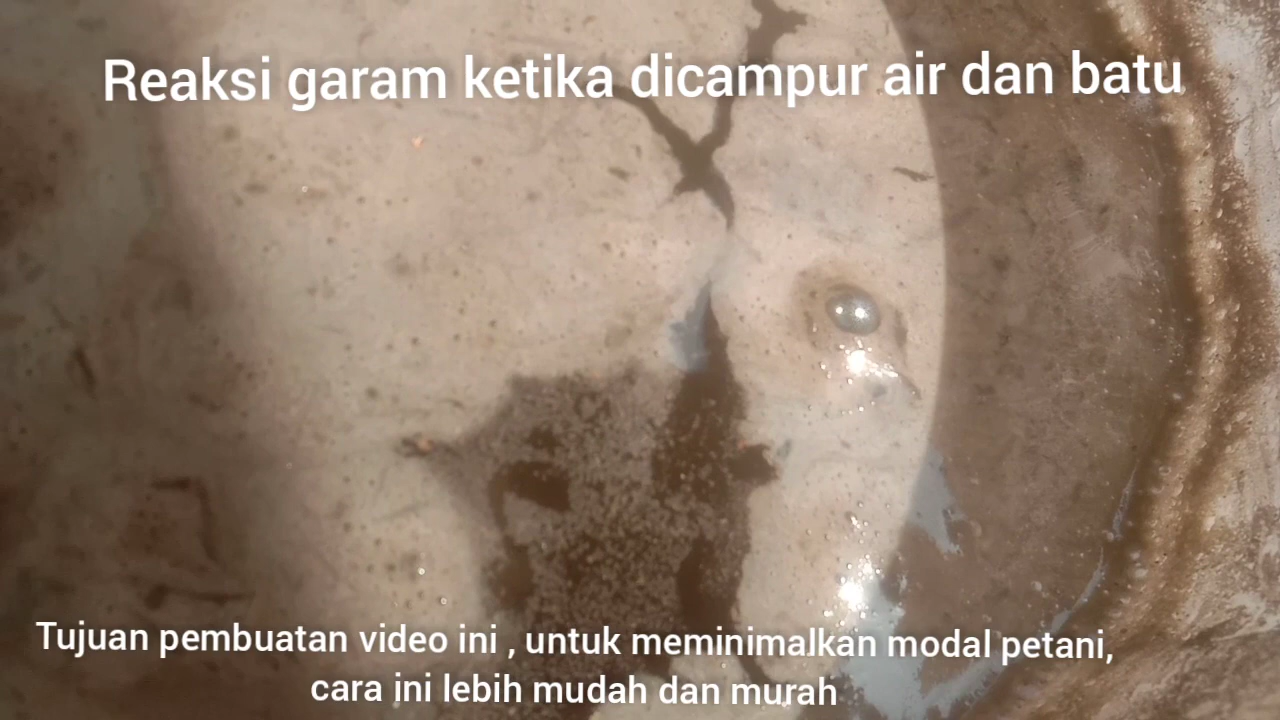 Reaksi garam ketika dicampur air dan batu
Tujuan pembuatan video ini , untuk meminimalkan modal petani,
cara ini lebih mudah dan murah